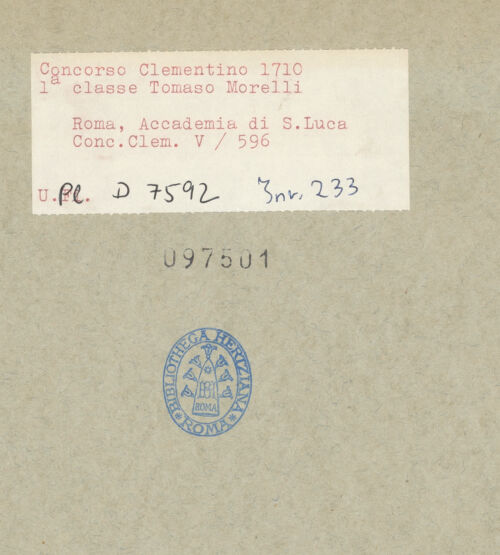 Concorso Clementino 1710
1ª classe Tomaso Morelli
Roma, Accademia di S.Luca
Conc.Clem. V / 596
U.Pl. D 7592 Inr. 233
097501
BIBLIOTHECA HERTZIANA
ROMA
* ROMA *